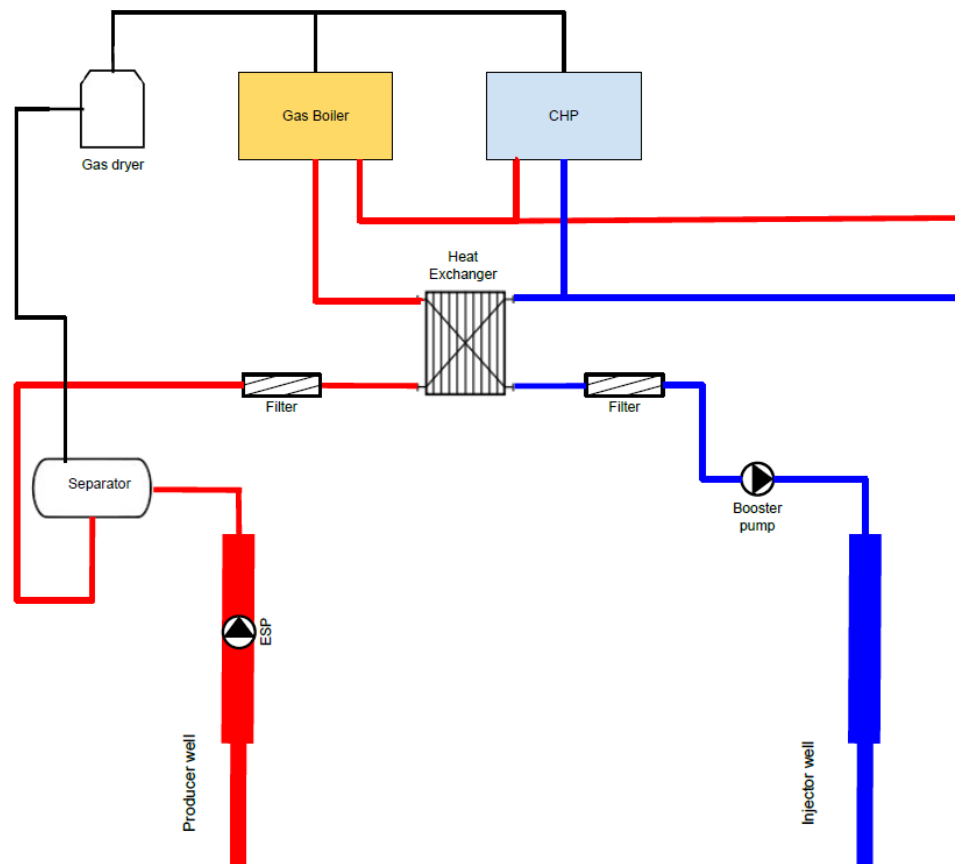 Gas Boiler
CHP
Gas dryer
Heat
Exchanger
Filter
Filter
Separator
Booster
pump
ESP
Producer well
Injector well